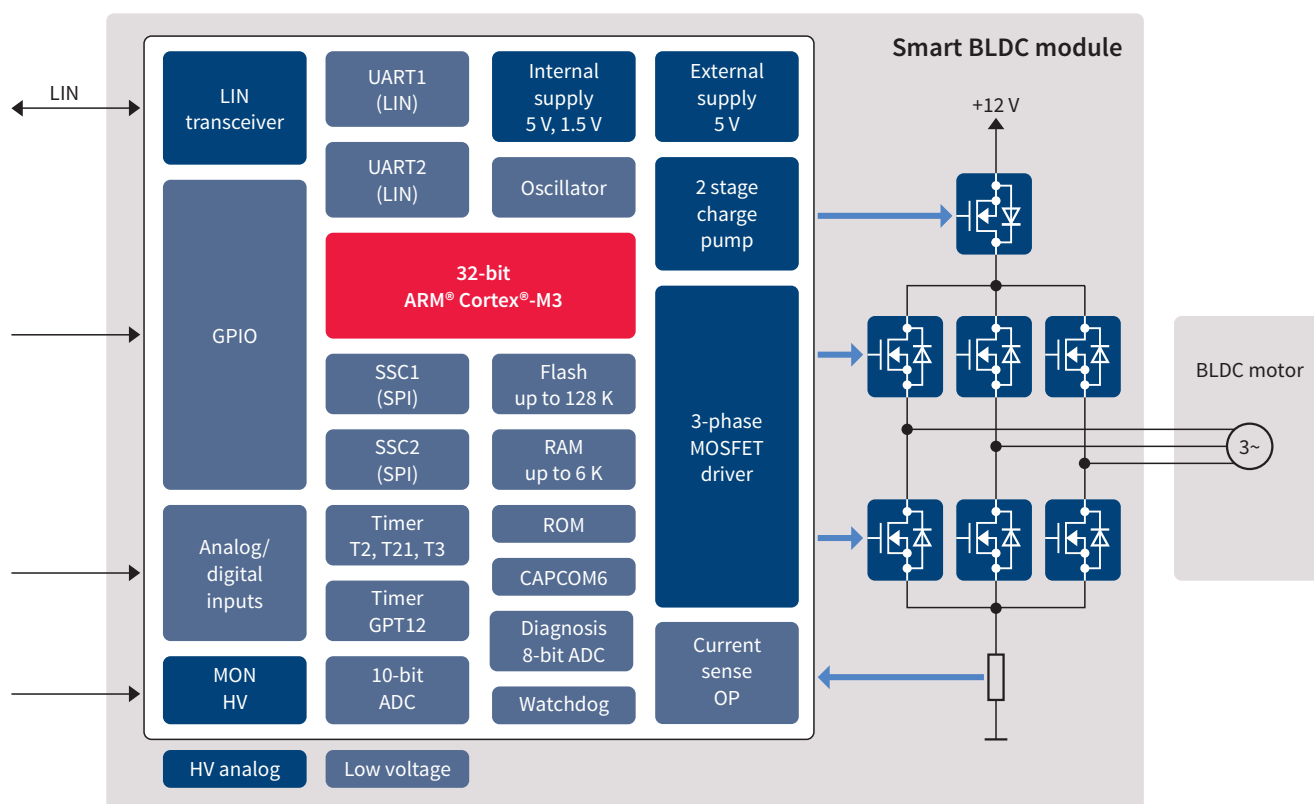 Smart BLDC module
LIN
LIN
transceiver
UART1
(LIN)
Internal
supply
5 V, 1.5 V
External
supply
5 V
+12 V
UART2
(LIN)
Oscillator
2 stage
charge
pump
GPIO
32-bit
ARM® Cortex®-M3
SSC1
(SPI)
Flash
up to 128 K
3-phase
MOSFET
driver
BLDC motor
3~
SSC2
(SPI)
RAM
up to 6 K
Analog/
digital
inputs
Timer
T2, T21, T3
ROM
CAPCOM6
Timer
GPT12
Diagnosis
8-bit ADC
Current
sense
OP
MON
HV
10-bit
ADC
Watchdog
HV analog
Low voltage